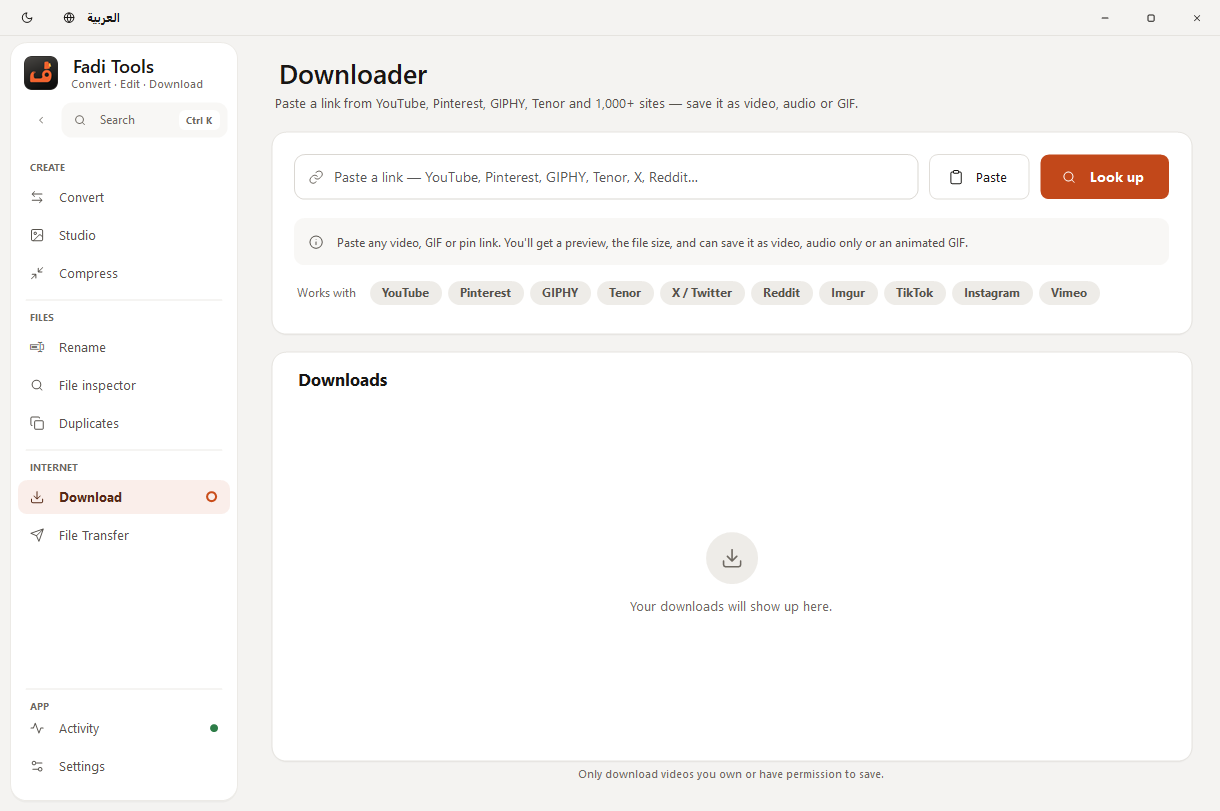 العربية
Fadi Tools
Convert · Edit · Download
Search
Ctrl K
CREATE
Convert
Studio
Compress
FILES
Rename
File inspector
Duplicates
INTERNET
Download
File Transfer
APP
Activity
Settings
Downloader
Paste a link from YouTube, Pinterest, GIPHY, Tenor and 1,000+ sites — save it as video, audio or GIF.
Paste a link — YouTube, Pinterest, GIPHY, Tenor, X, Reddit...
Paste
Look up
Paste any video, GIF or pin link. You'll get a preview, the file size, and can save it as video, audio only or an animated GIF.
Works with YouTube Pinterest GIPHY Tenor X / Twitter Reddit Imgur TikTok Instagram Vimeo
Downloads
Your downloads will show up here.
Only download videos you own or have permission to save.